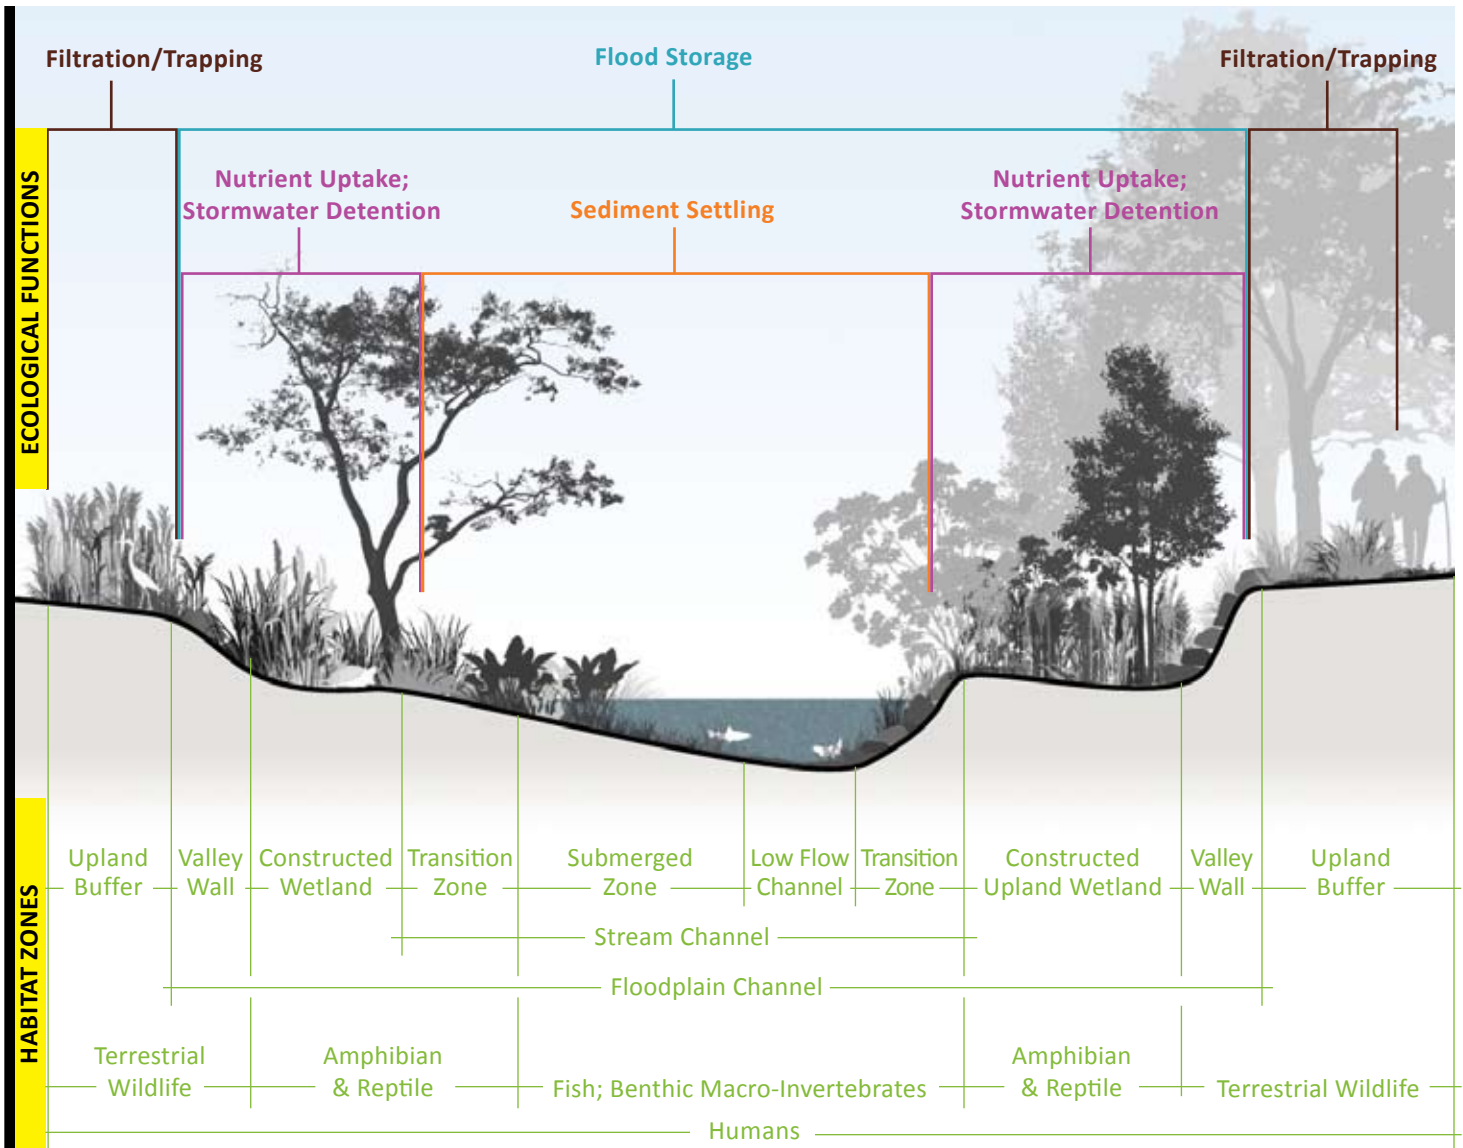 Filtration/Trapping
Flood Storage
Filtration/Trapping
ECOLOGICAL FUNCTIONS
Nutrient Uptake;
Stormwater Detention
Sediment Settling
Nutrient Uptake;
Stormwater Detention
HABITAT ZONES
Upland
Buffer
Valley
Wall
Constructed
Wetland
Transition
Zone
Submerged
Zone
Low Flow
Channel
Transition
Zone
Constructed
Upland Wetland
Valley
Wall
Upland
Buffer
Stream Channel
Floodplain Channel
Terrestrial
Wildlife
Amphibian
& Reptile
Fish; Benthic Macro-Invertebrates
Amphibian
& Reptile
Terrestrial Wildlife
Humans